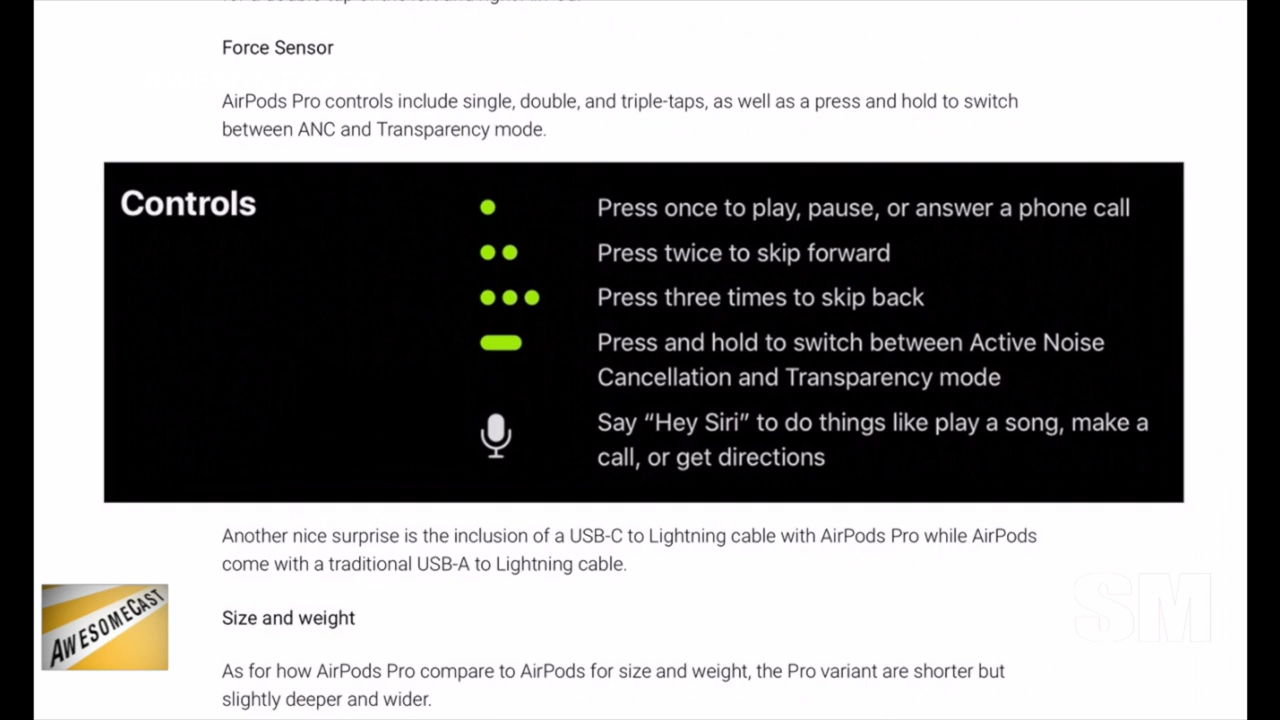 Force Sensor
AirPods Pro controls include single, double, and triple-taps, as well as a press and hold to switch
between ANC and Transparency mode.
Controls
Press once to play, pause, or answer a phone call
Press twice to skip forward
Press three times to skip back
Press and hold to switch between Active Noise
Cancellation and Transparency mode
Say “Hey Siri” to do things like play a song, make a
call, or get directions
Another nice surprise is the inclusion of a USB-C to Lightning cable with AirPods Pro while AirPods
come with a traditional USB-A to Lightning cable.
AWESOMECAST
SM
Size and weight
As for how AirPods Pro compare to AirPods for size and weight, the Pro variant are shorter but
slightly deeper and wider.